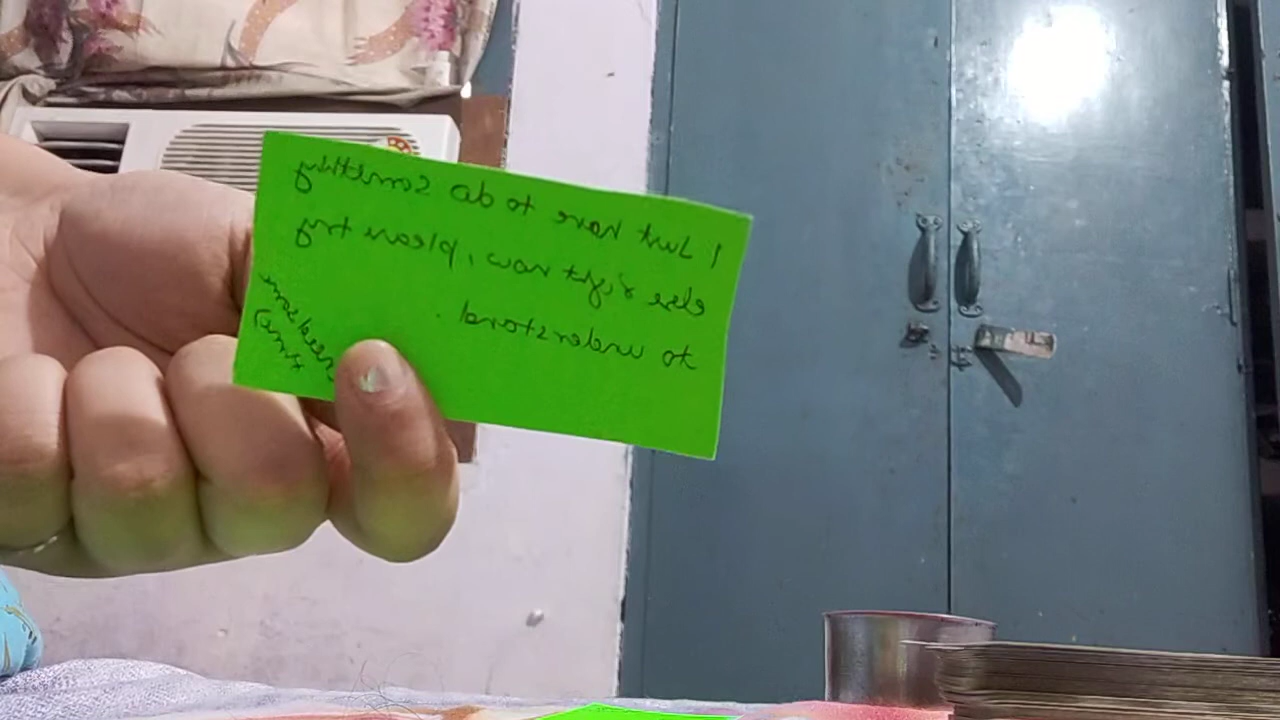 I Just have to do something
else right now, please try
to understand.